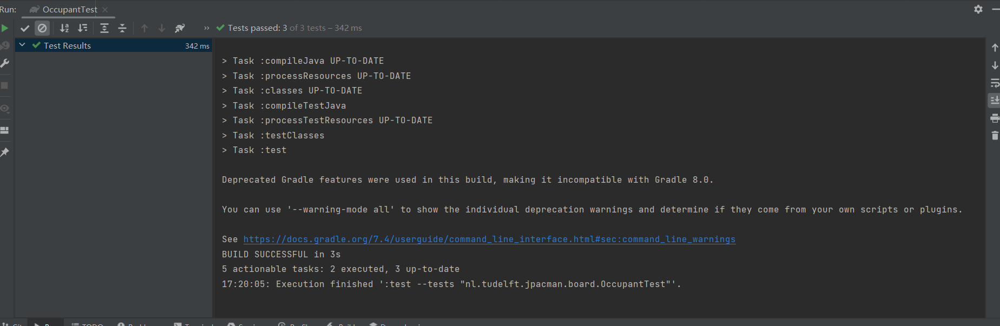 Run: OccupantTest
Tests passed: 3 of 3 tests – 342 ms
Test Results 342 ms
> Task :compileJava UP-TO-DATE
> Task :processResources UP-TO-DATE
> Task :classes UP-TO-DATE
> Task :compileTestJava
> Task :processTestResources UP-TO-DATE
> Task :testClasses
> Task :test
Deprecated Gradle features were used in this build, making it incompatible with Gradle 8.0.
You can use '--warning-mode all' to show the individual deprecation warnings and determine if they come from your own scripts or plugins.
See https://docs.gradle.org/7.4/userguide/command_line_interface.html#sec:command_line_warnings
BUILD SUCCESSFUL in 3s
5 actionable tasks: 2 executed, 3 up-to-date
17:20:05: Execution finished ':test --tests "nl.tudelft.jpacman.board.OccupantTest"'.
Git TODO